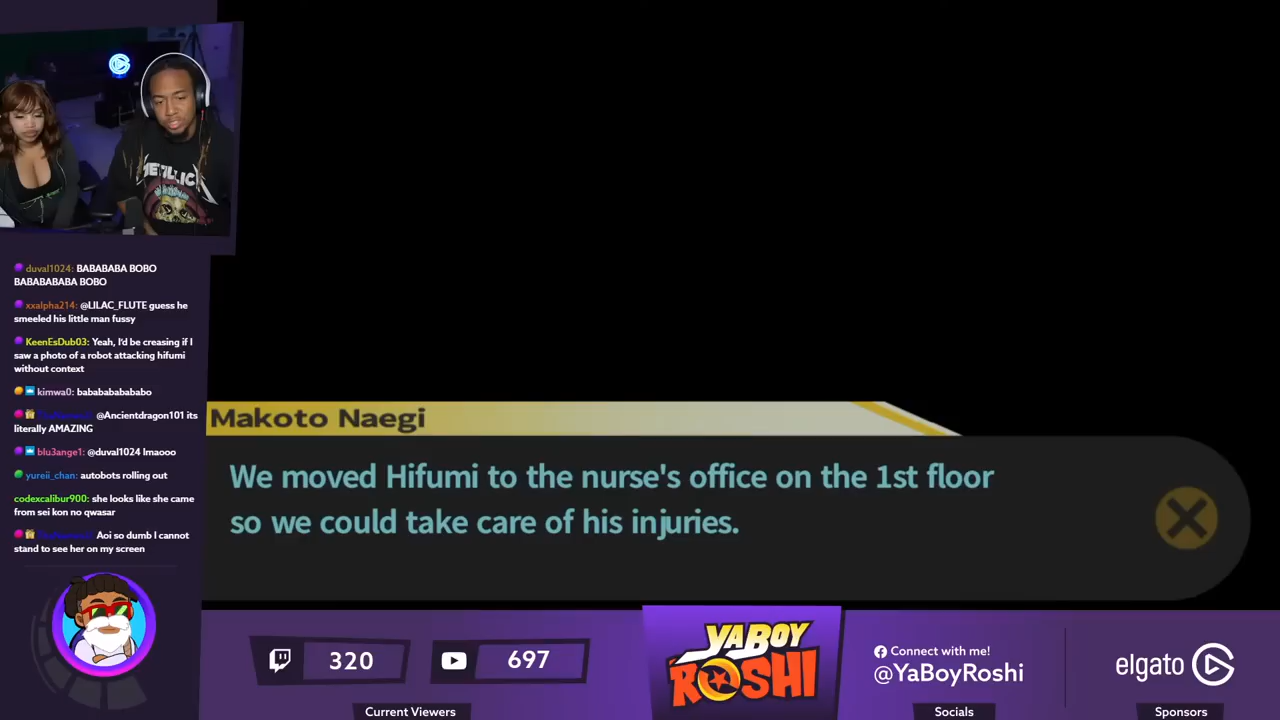 METALLICA
duval1024: BABABABA BOBO
BABABABABA BOBO
xxalpha214: @LILAC_FLUTE guess he
smeeled his little man fussy
KeenEsDub03: Yeah, I'd be creasing if I
saw a photo of a robot attacking hifumi
without context
kimwa0: babababababo
@Ancientdragon101 its
literally AMAZING
blu3ange1: @duval1024 lmaooo
yureii_chan: autobots rolling out
codexcalibur900: she looks like she came
from sei kon no qwasar
Aoi so dumb I cannot
stand to see her on my screen
Makoto Naegi
We moved Hifumi to the nurse's office on the 1st floor
so we could take care of his injuries.
320
697
Current Viewers
YABOY
ROSHI
Connect with me!
@YaBoyRoshi
Socials
elgato
Sponsors